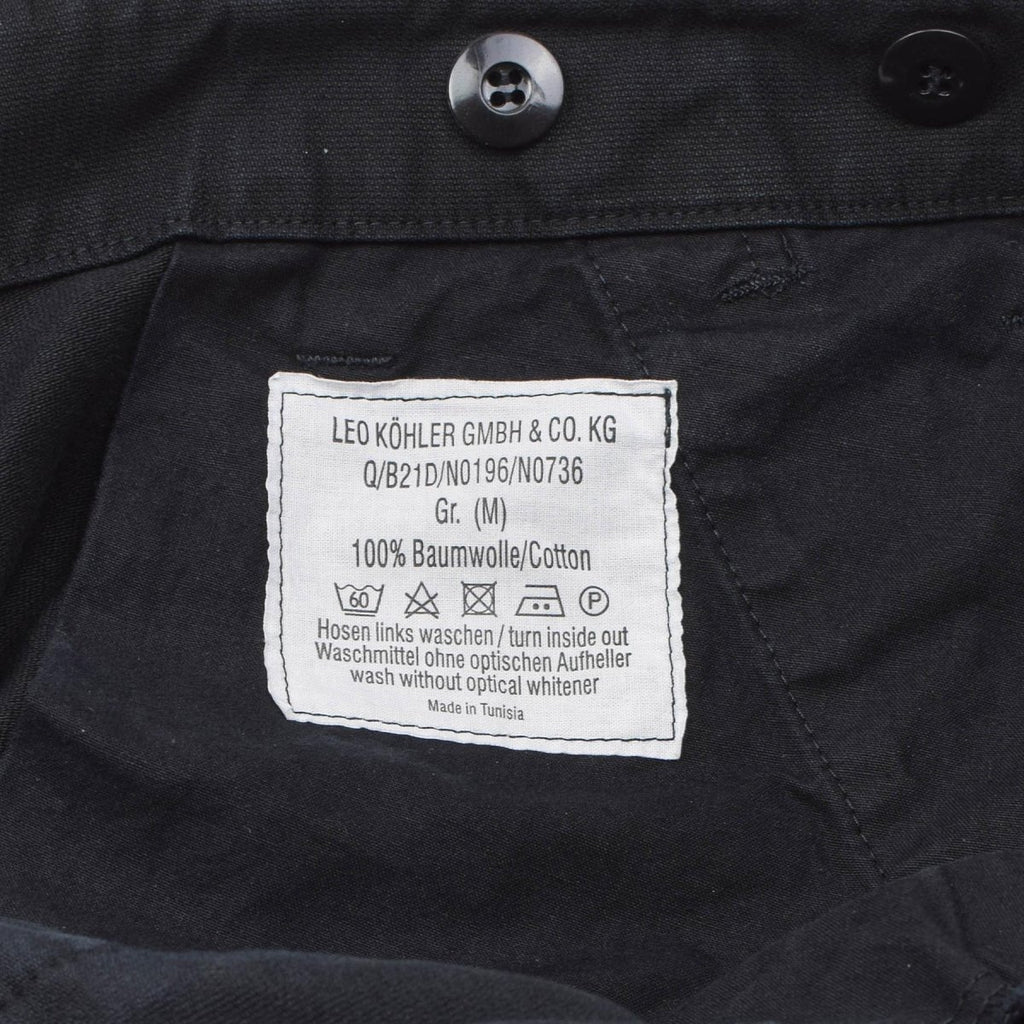 LEO KÖHLER GMBH & CO. KG
Q/B21D/N0196/N0736
Gr. (M)
100% Baumwolle/Cotton
60 P
Hosen links waschen / turn inside out
Waschmittel ohne optischen Aufheller
wash without optical whitener
Made in Tunisia